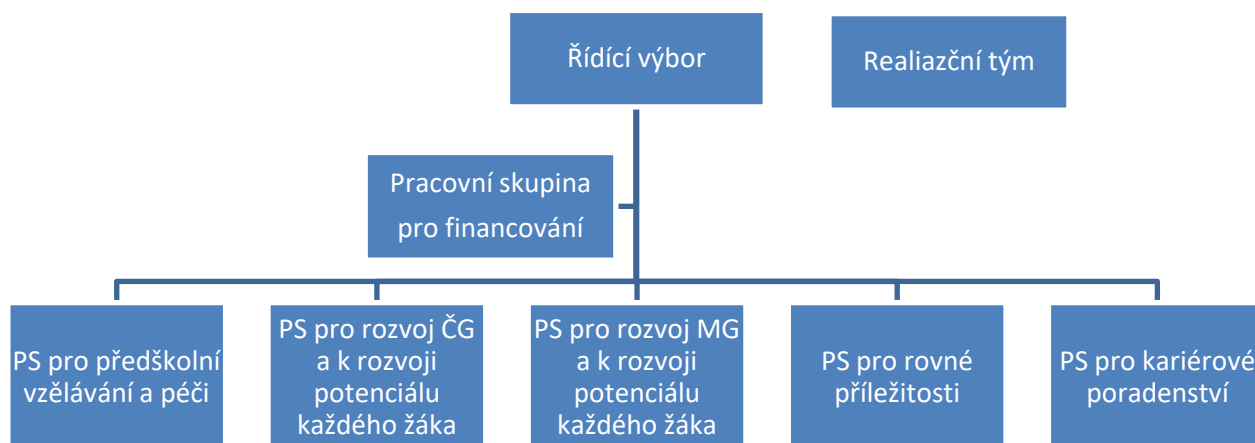 Řídící výbor
Realiazční tým
Pracovní skupina
pro financování
PS pro předškolní
vzělávání a péči
PS pro rozvoj ČG
a k rozvoji
potenciálu
každého žáka
PS pro rozvoj MG
a k rozvoji
potenciálu
každého žáka
PS pro rovné
příležitosti
PS pro kariérové
poradenství